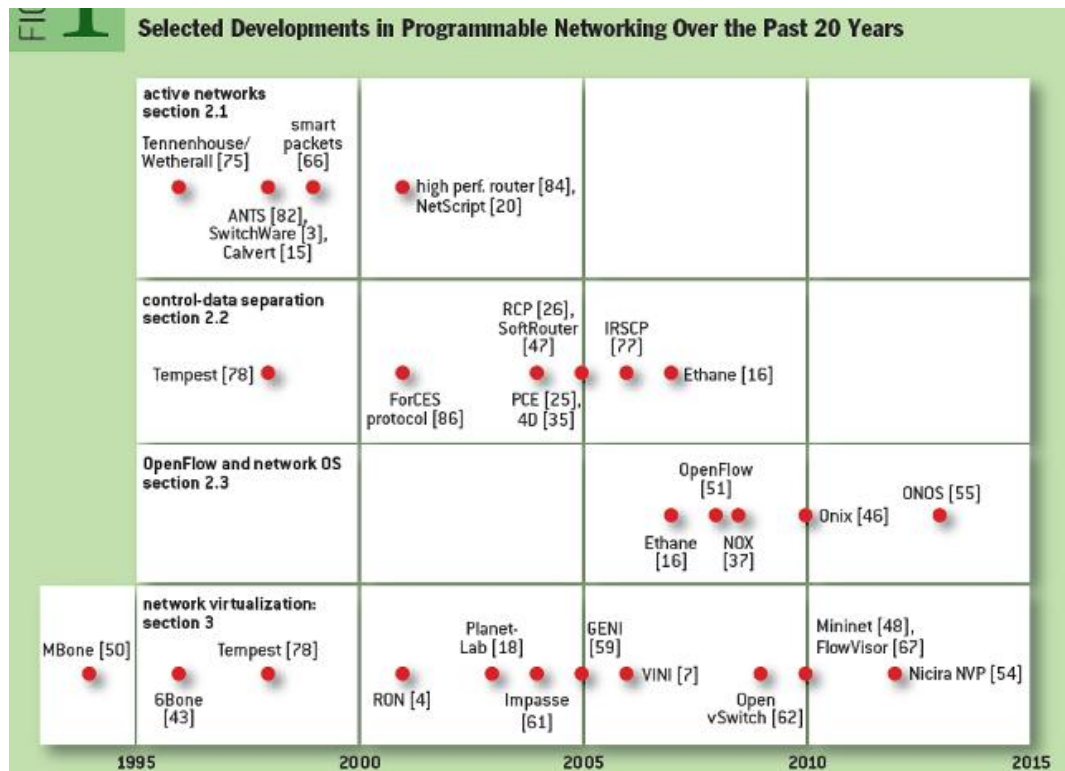 FIG
1
Selected Developments in Programmable Networking Over the Past 20 Years
active networks
section 2.1
Tennenhouse/
Wetherall [75]
smart
packets
[66]
ANTS [82],
SwitchWare [3],
Calvert [15]
high perf. router [84],
NetScript [20]
control-data separation
section 2.2
Tempest [78]
ForCES
protocol [86]
RCP [26],
SoftRouter
[47]
PCE [25],
4D [35]
IRSCP
[77]
Ethane [16]
OpenFlow and network OS
section 2.3
Ethane
[16]
OpenFlow
[51]
NOX
[37]
Onix [46]
ONOS [55]
network virtualization:
section 3
MBone [50]
6Bone
[43]
Tempest [78]
RON [4]
Planet-
Lab [18]
Impasse
[61]
GENI
[59]
VINI [7]
Open
vSwitch [62]
Mininet [48],
FlowVisor [67]
Nicira NVP [54]
1995
2000
2005
2010
2015